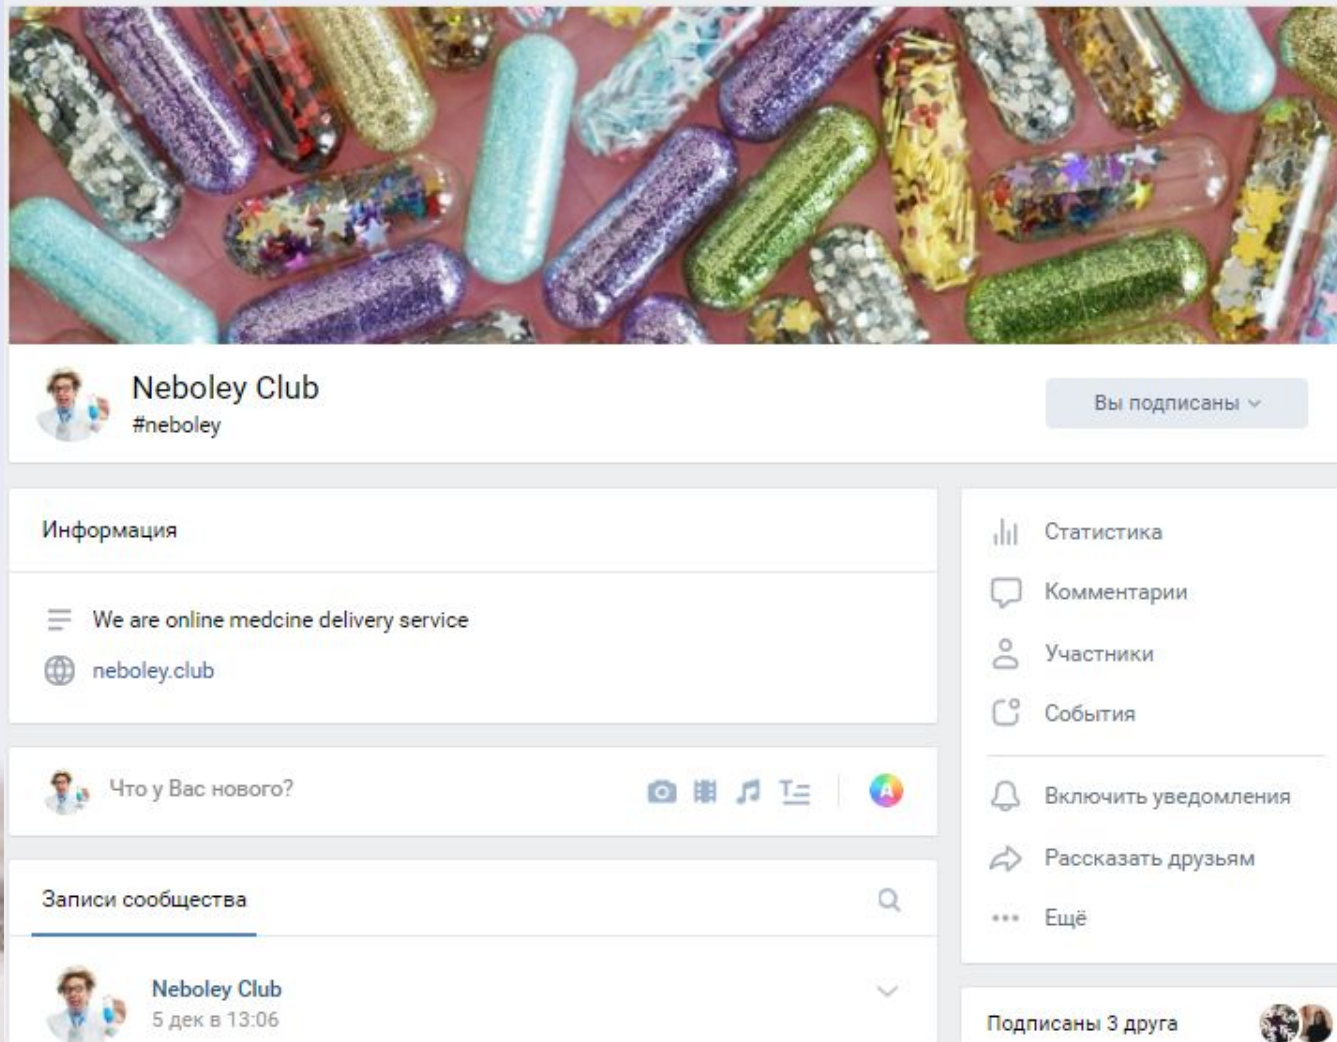 Neboley Club
#neboley
Вы подписаны
Информация
We are online medcine delivery service
neboley.club
Что у Вас нового?
A
Записи сообщества
Neboley Club
5 дек в 13:06
Статистика
Комментарии
Участники
События
Включить уведомления
Рассказать друзьям
Ещё
Подписаны 3 друга